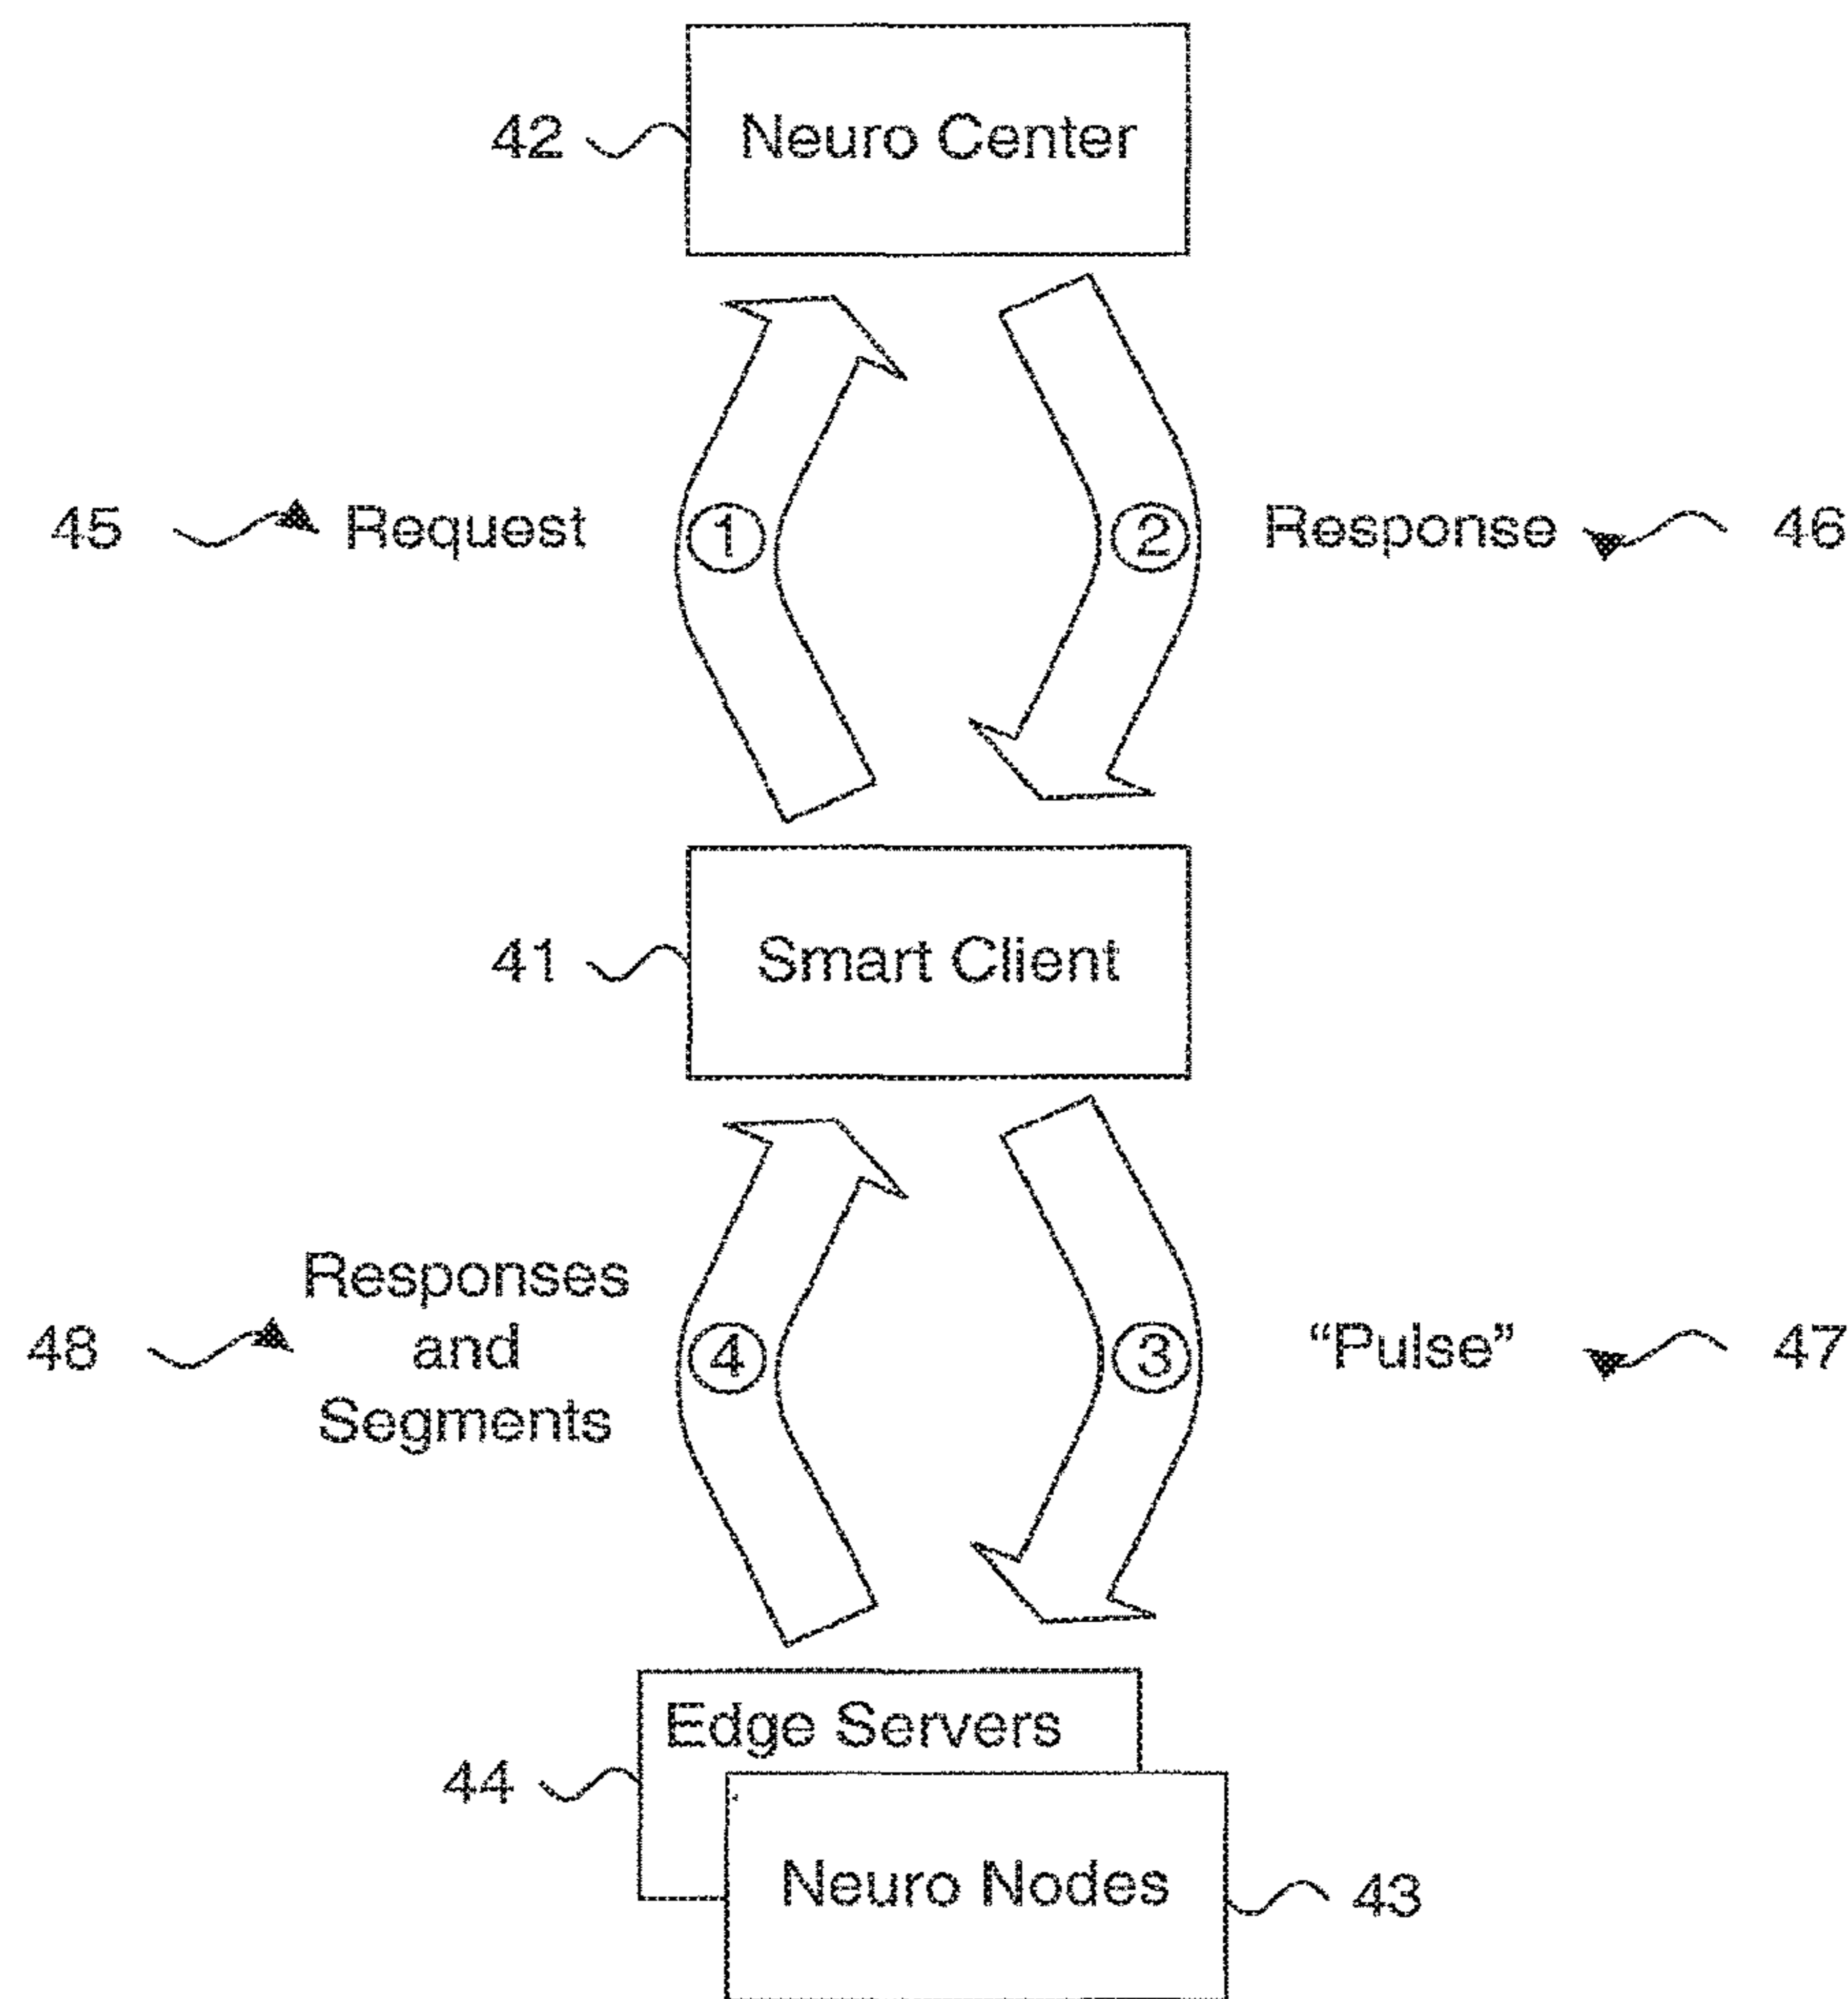 42 Neuro Center
45 Request 1 2 Response 46
41 Smart Client
Responses
48 and 4 3 “Pulse” 47
Segments
Edge Servers
44
Neuro Nodes 43